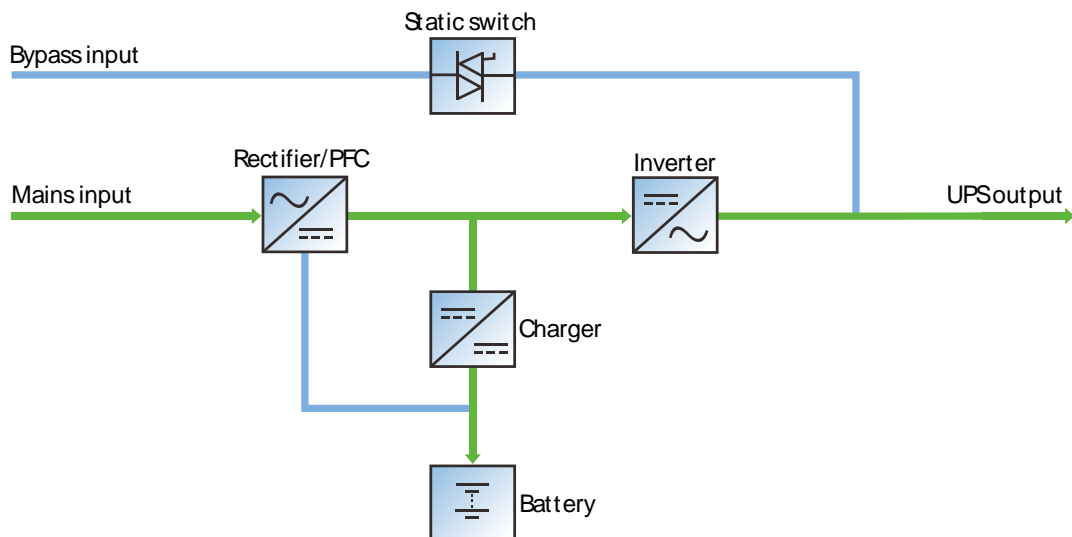 Static switch
Bypass input
Rectifier/PFC
Inverter
Mains input
UPS output
Charger
Battery